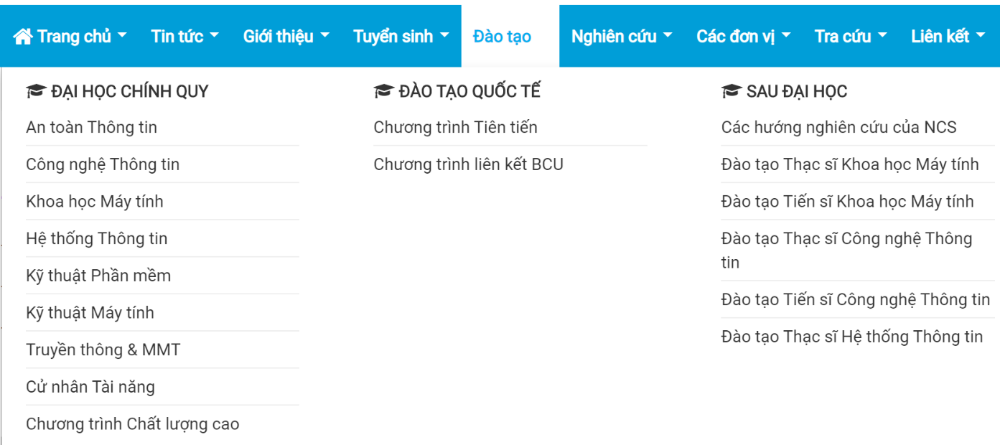 Trang chủ Tin tức Giới thiệu Tuyển sinh Đào tạo Nghiên cứu Các đơn vị Tra cứu Liên kết
ĐẠI HỌC CHÍNH QUY
An toàn Thông tin
Công nghệ Thông tin
Khoa học Máy tính
Hệ thống Thông tin
Kỹ thuật Phần mềm
Kỹ thuật Máy tính
Truyền thông & MMT
Cử nhân Tài năng
Chương trình Chất lượng cao
ĐÀO TẠO QUỐC TẾ
Chương trình Tiên tiến
Chương trình liên kết BCU
SAU ĐẠI HỌC
Các hướng nghiên cứu của NCS
Đào tạo Thạc sĩ Khoa học Máy tính
Đào tạo Tiến sĩ Khoa học Máy tính
Đào tạo Thạc sĩ Công nghệ Thông
tin
Đào tạo Tiến sĩ Công nghệ Thông tin
Đào tạo Thạc sĩ Hệ thống Thông tin